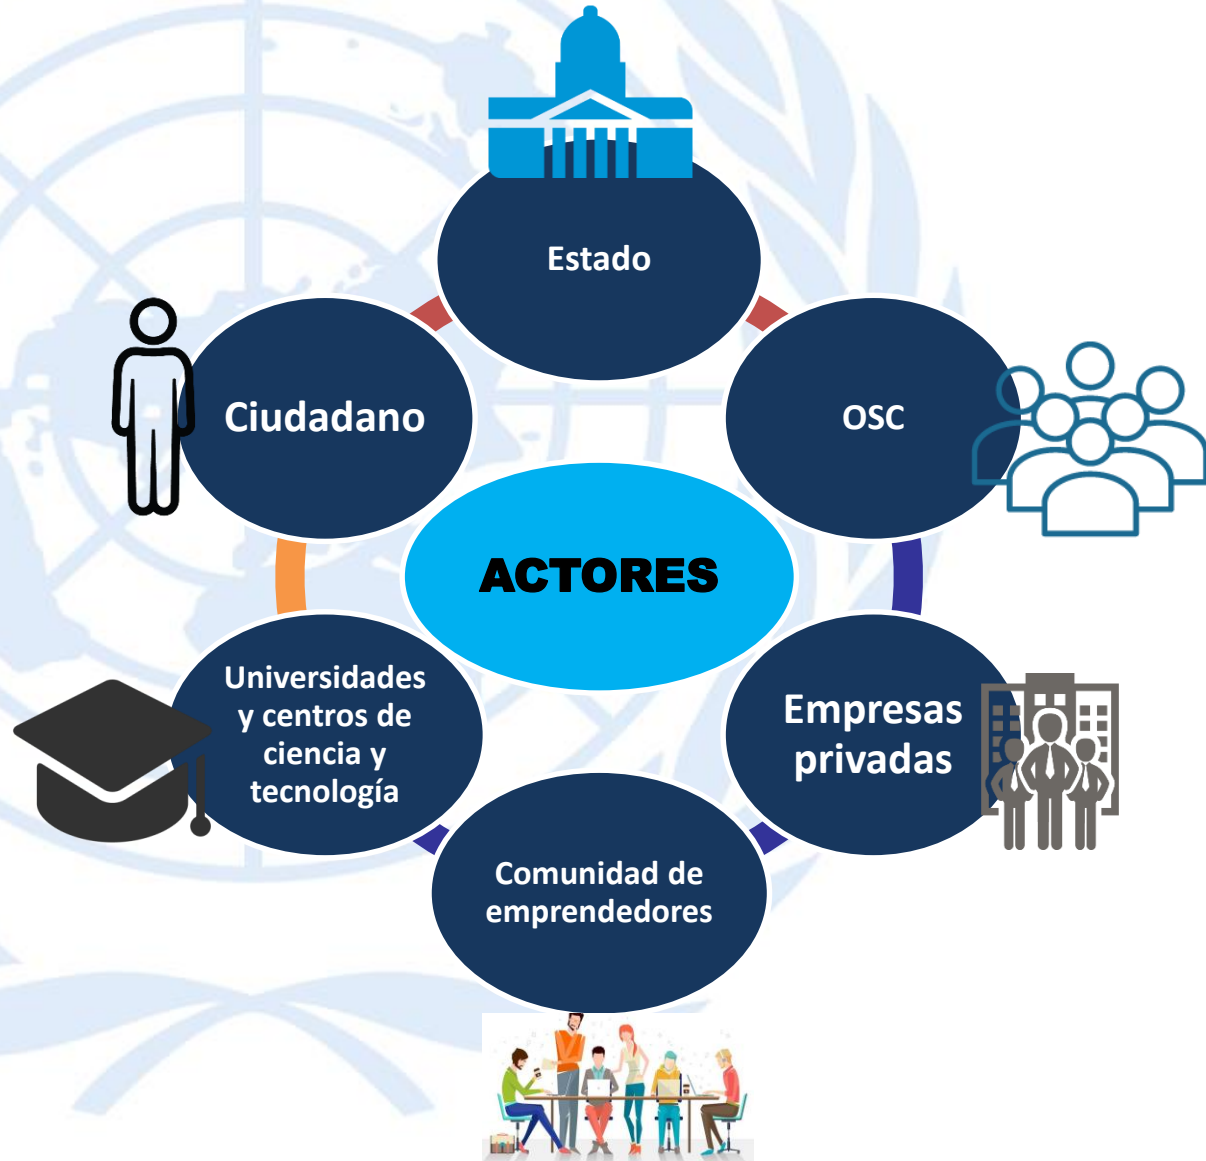 Estado
Ciudadano
OSC
ACTORES
Universidades
y centros de
ciencia y
tecnología
Empresas
privadas
Comunidad de
emprendedores